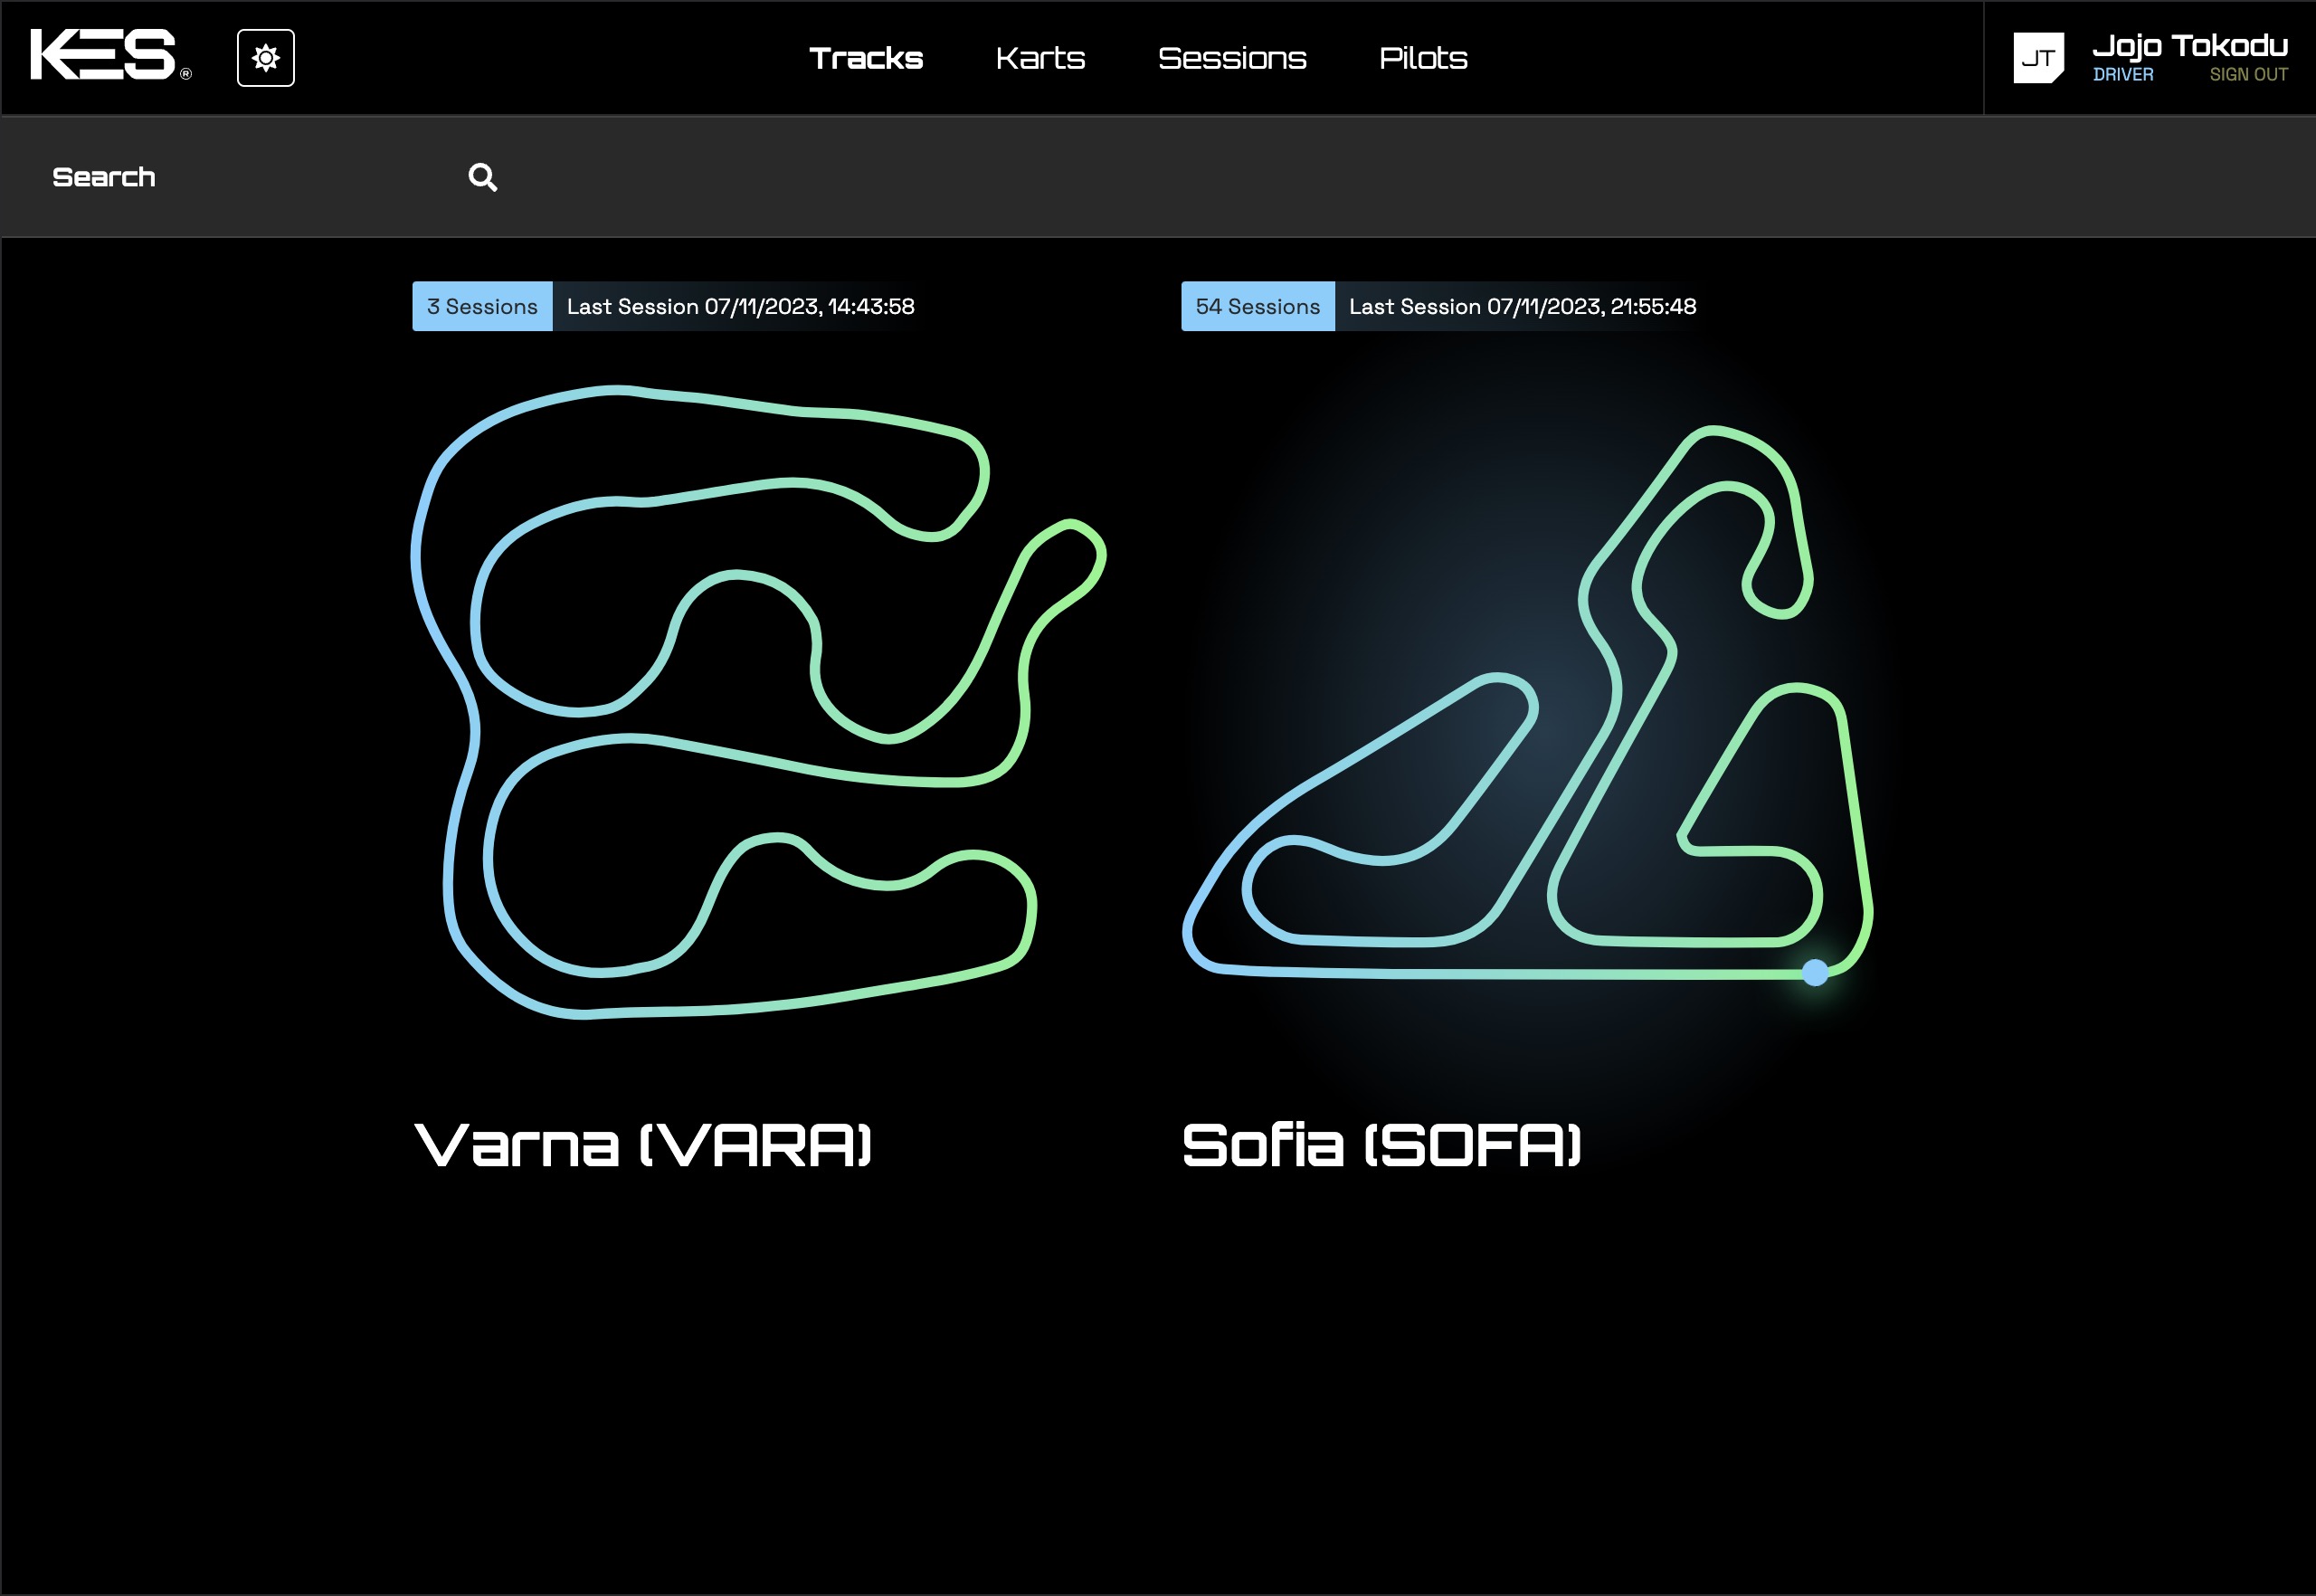 KES ®
Tracks Karts Sessions Pilots
JT
Jojo Tokodu
DRIVER SIGN OUT
Search
3 Sessions Last Session 07/11/2023, 14:43:58
54 Sessions Last Session 07/11/2023, 21:55:48
Varna (VARA)
Sofia (SOFA)